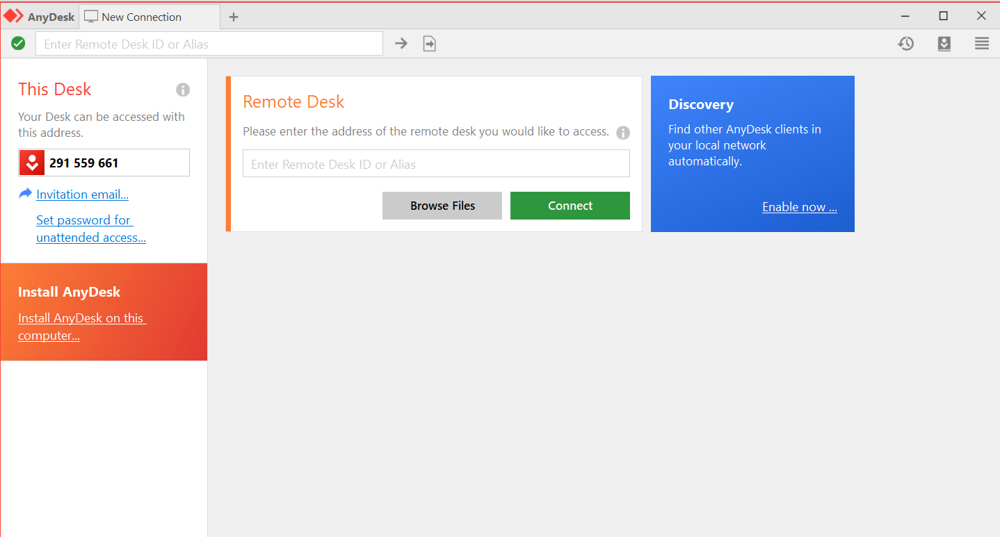 AnyDesk
New Connection
Enter Remote Desk ID or Alias
This Desk
Your Desk can be accessed with
this address.
291 559 661
Invitation email...
Set password for
unattended access...
Install AnyDesk
Install AnyDesk on this
computer...
Remote Desk
Please enter the address of the remote desk you would like to access.
Enter Remote Desk ID or Alias
Browse Files
Connect
Discovery
Find other AnyDesk clients in
your local network
automatically.
Enable now ...